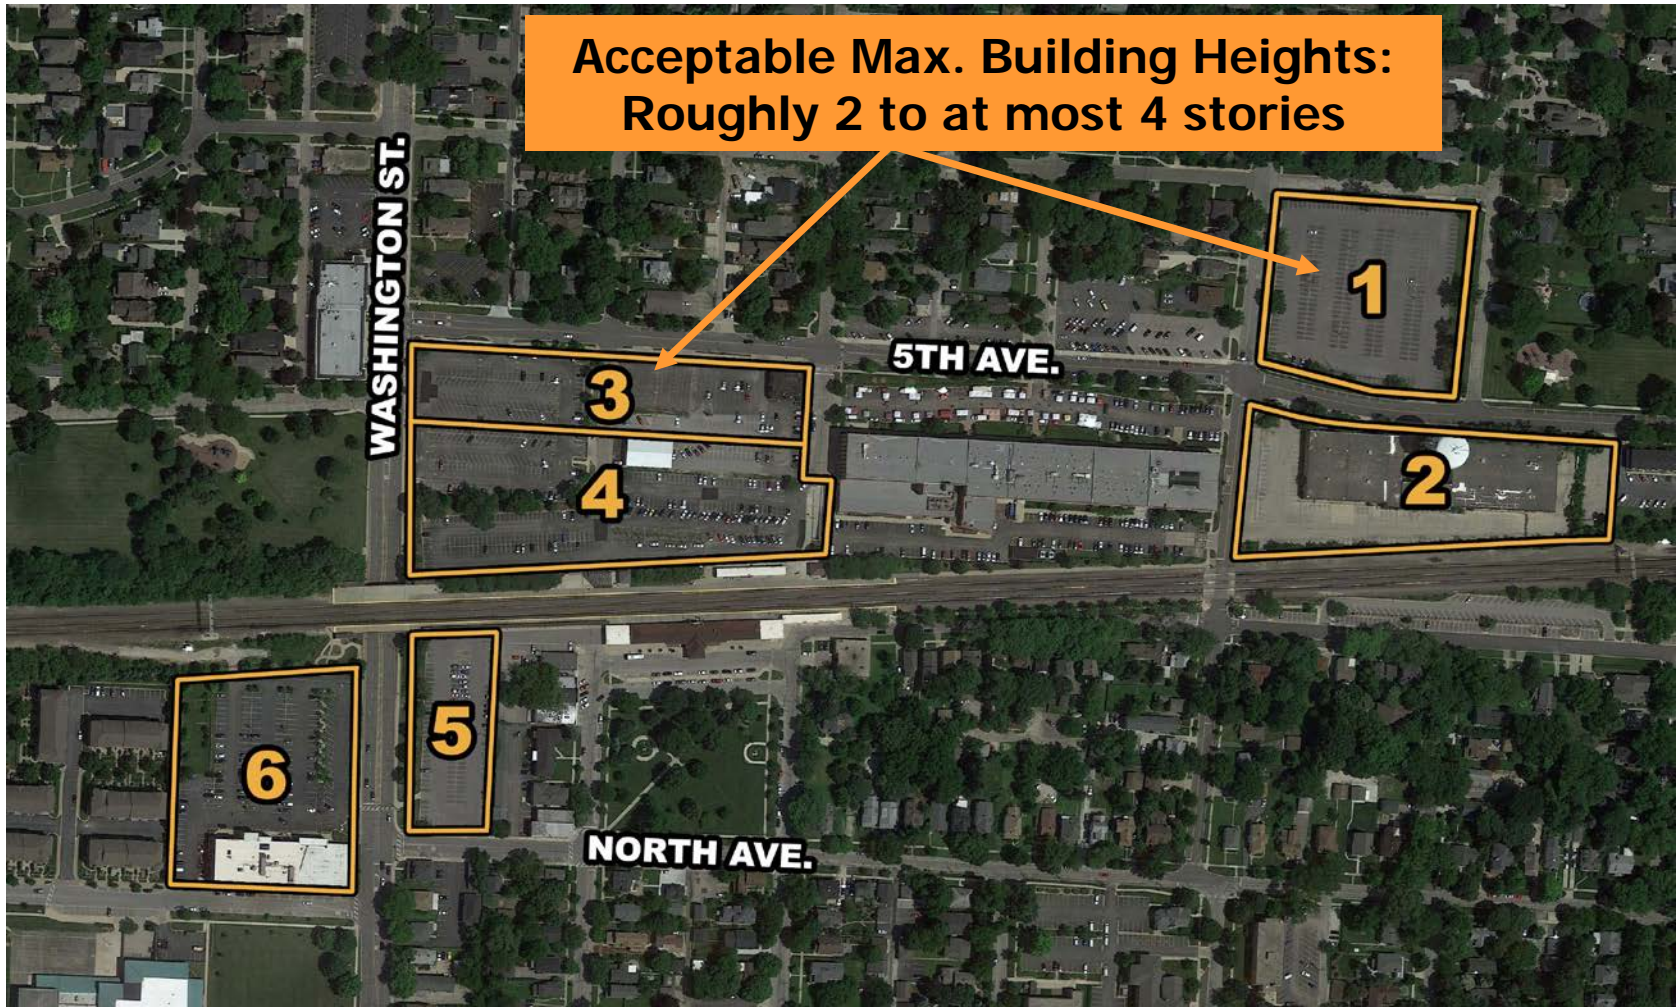 Acceptable Max. Building Heights:
Roughly 2 to at most 4 stories
WASHINGTON ST.
1
5TH AVE.
3
2
4
5
6
NORTH AVE.